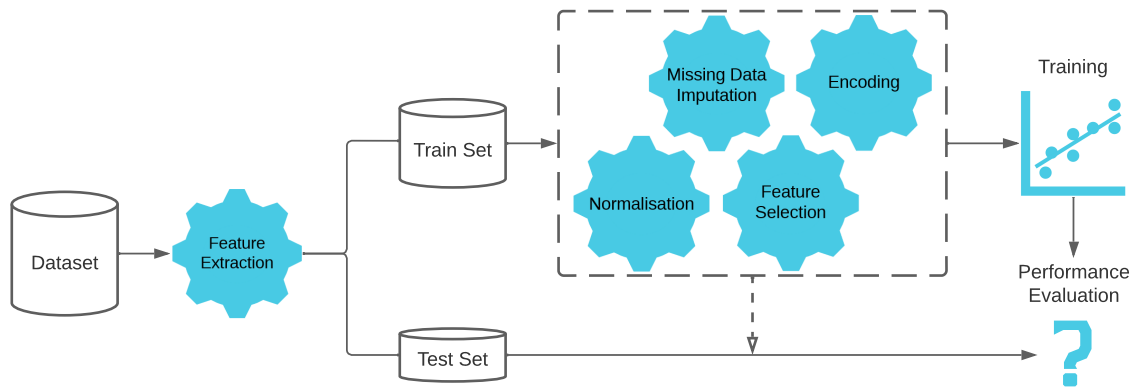 Dataset
Feature
Extraction
Train Set
Test Set
Missing Data
Imputation
Encoding
Normalisation
Feature
Selection
Training
Performance
Evaluation
?